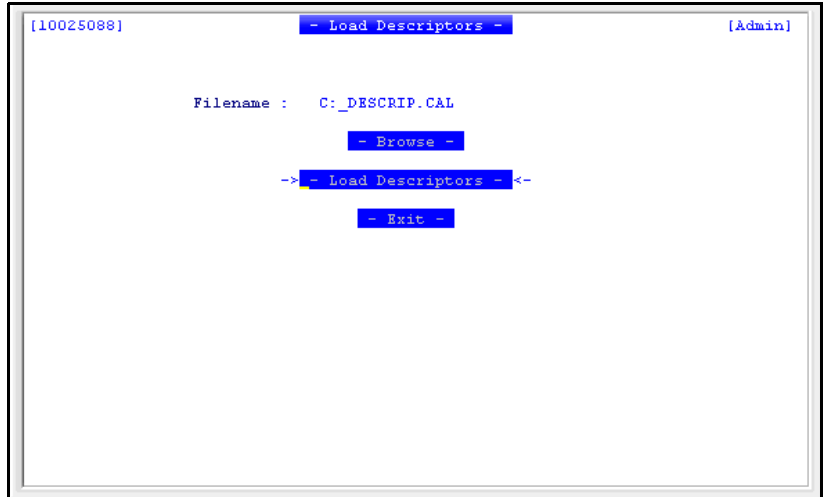 [10025088] - Load Descriptors - [Admin]
Filename : C:_DESCRIP.CAL
- Browse -
->_- Load Descriptors - <-
- Exit -